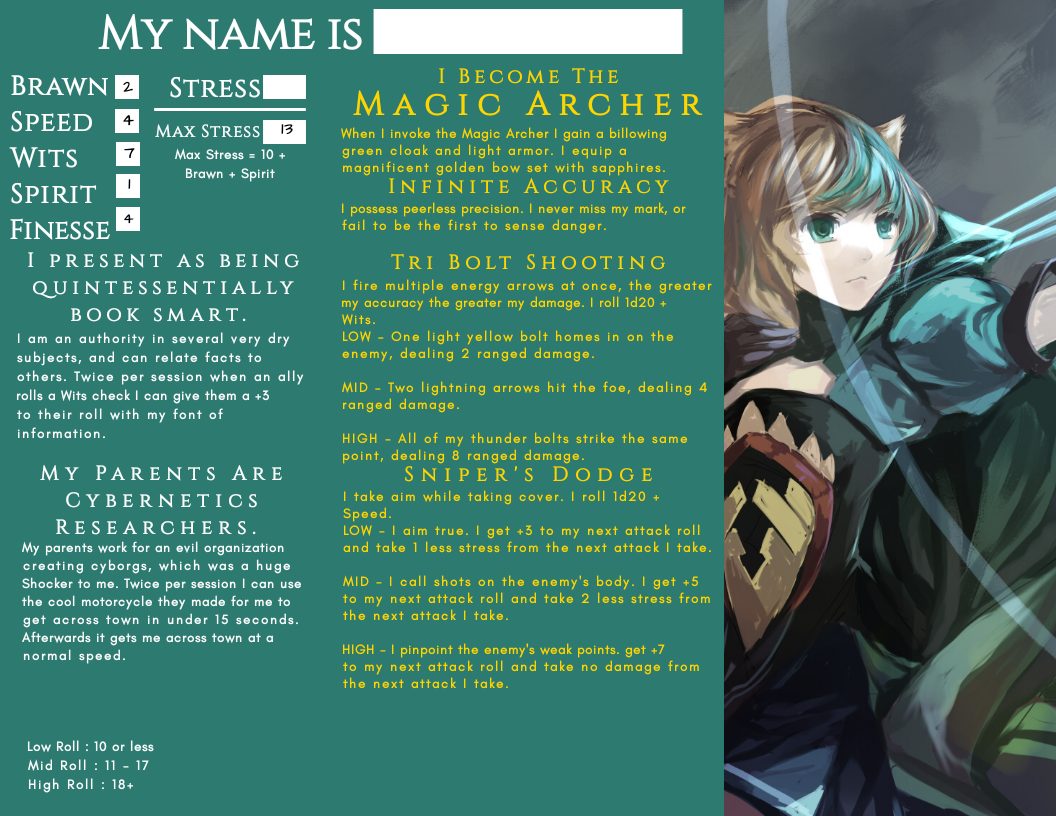 My name is
Brawn 2
Speed 4
Wits 7
Spirit 1
Finesse 4
Stress
Max Stress 13
Max Stress = 10 +
Brawn + Spirit
I present as being
quintessentially
book smart.
I am an authority in several very dry
subjects, and can relate facts to
others. Twice per session when an ally
rolls a Wits check I can give them a +3
to their roll with my font of
information.
My Parents Are
Cybernetics
Researchers.
My parents work for an evil organization
creating cyborgs, which was a huge
Shocker to me. Twice per session I can use
the cool motorcycle they made for me to
get across town in under 15 seconds.
Afterwards it gets me across town at a
normal speed.
Low Roll : 10 or less
Mid Roll : 11 - 17
High Roll : 18+
I Become The
Magic Archer
When I invoke the Magic Archer I gain a billowing
green cloak and light armor. I equip a
magnificent golden bow set with sapphires.
Infinite Accuracy
I possess peerless precision. I never miss my mark, or
fail to be the first to sense danger.
Tri Bolt Shooting
I fire multiple energy arrows at once, the greater
my accuracy the greater my damage. I roll 1d20 +
Wits.
LOW - One light yellow bolt homes in on the
enemy, dealing 2 ranged damage.
MID - Two lightning arrows hit the foe, dealing 4
ranged damage.
HIGH - All of my thunder bolts strike the same
point, dealing 8 ranged damage.
Sniper's Dodge
I take aim while taking cover. I roll 1d20 +
Speed.
LOW - I aim true. I get +3 to my next attack roll
and take 1 less stress from the next attack I take.
MID - I call shots on the enemy's body. I get +5
to my next attack roll and take 2 less stress from
the next attack I take.
HIGH - I pinpoint the enemy's weak points. get +7
to my next attack roll and take no damage from
the next attack I take.